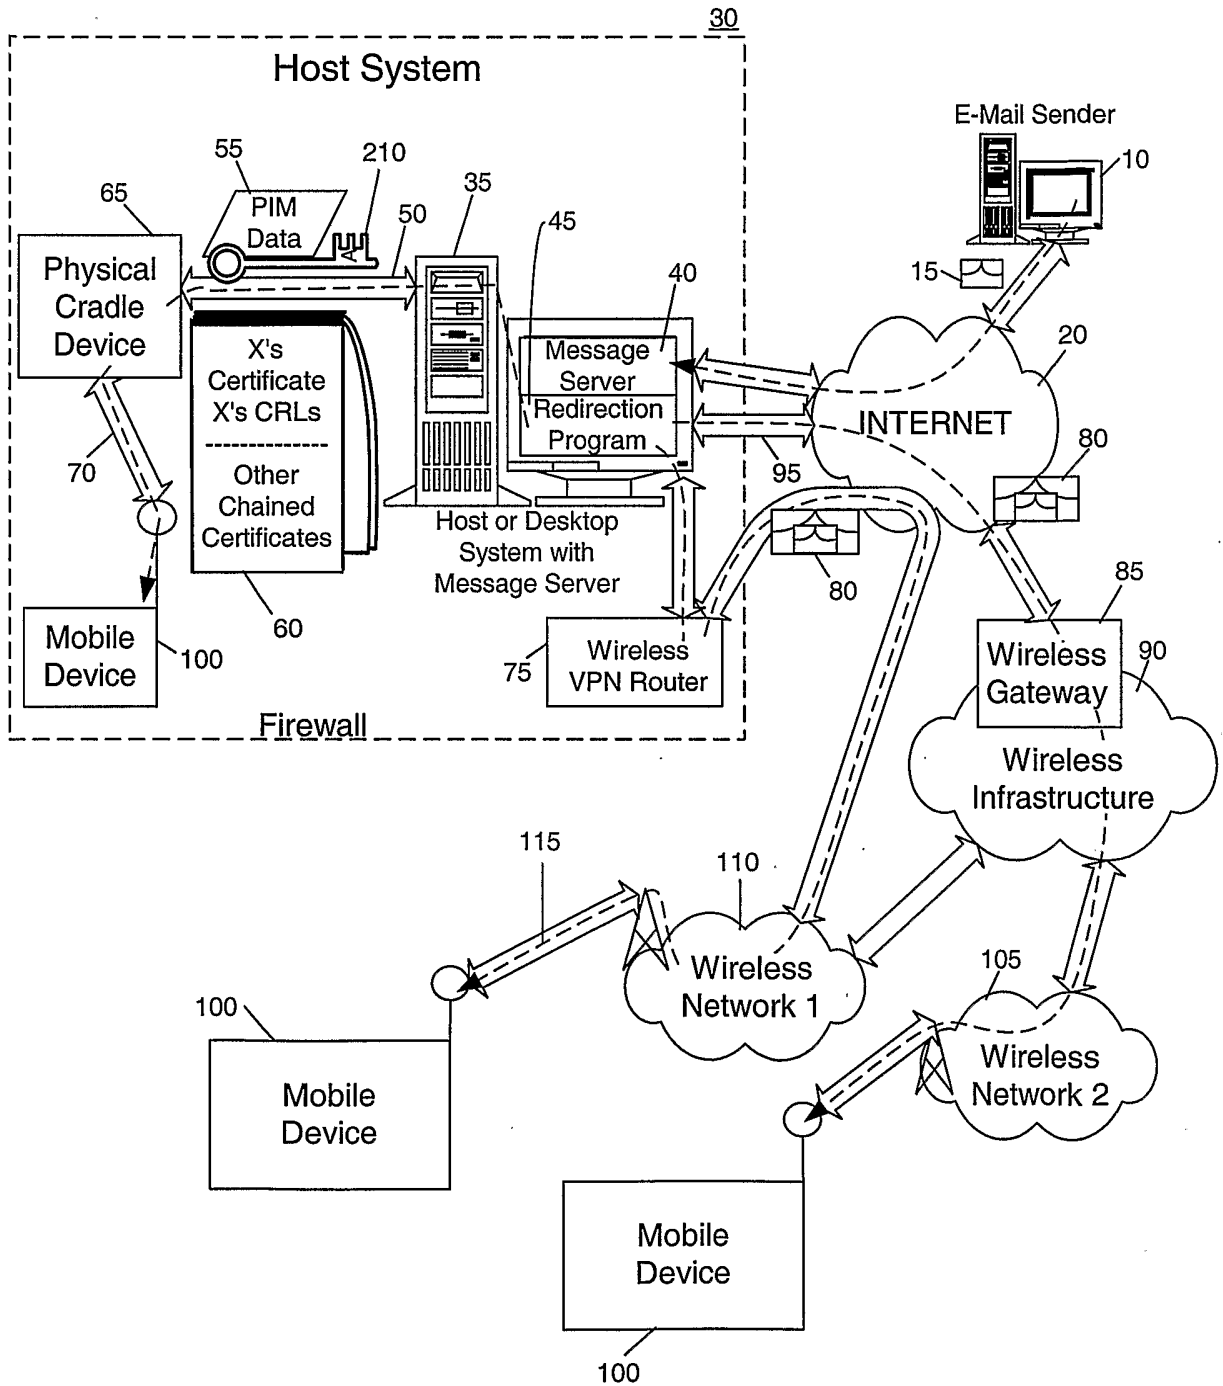 30
Host System
E-Mail Sender
10
55
210
35
65
PIM
Data
50
45
40
15
20
Physical
Cradle
Device
X's
Certificate
X's CRLs
Other
Chained
Certificates
Message
Server
Redirection
Program
INTERNET
95
80
70
Host or Desktop
System with
Message Server
80
60
85
Mobile
Device
100
75
Wireless
VPN Router
Wireless
Gateway
90
Firewall
Wireless
Infrastructure
115
110
Wireless
Network 1
105
100
Wireless
Network 2
Mobile
Device
Mobile
Device
100